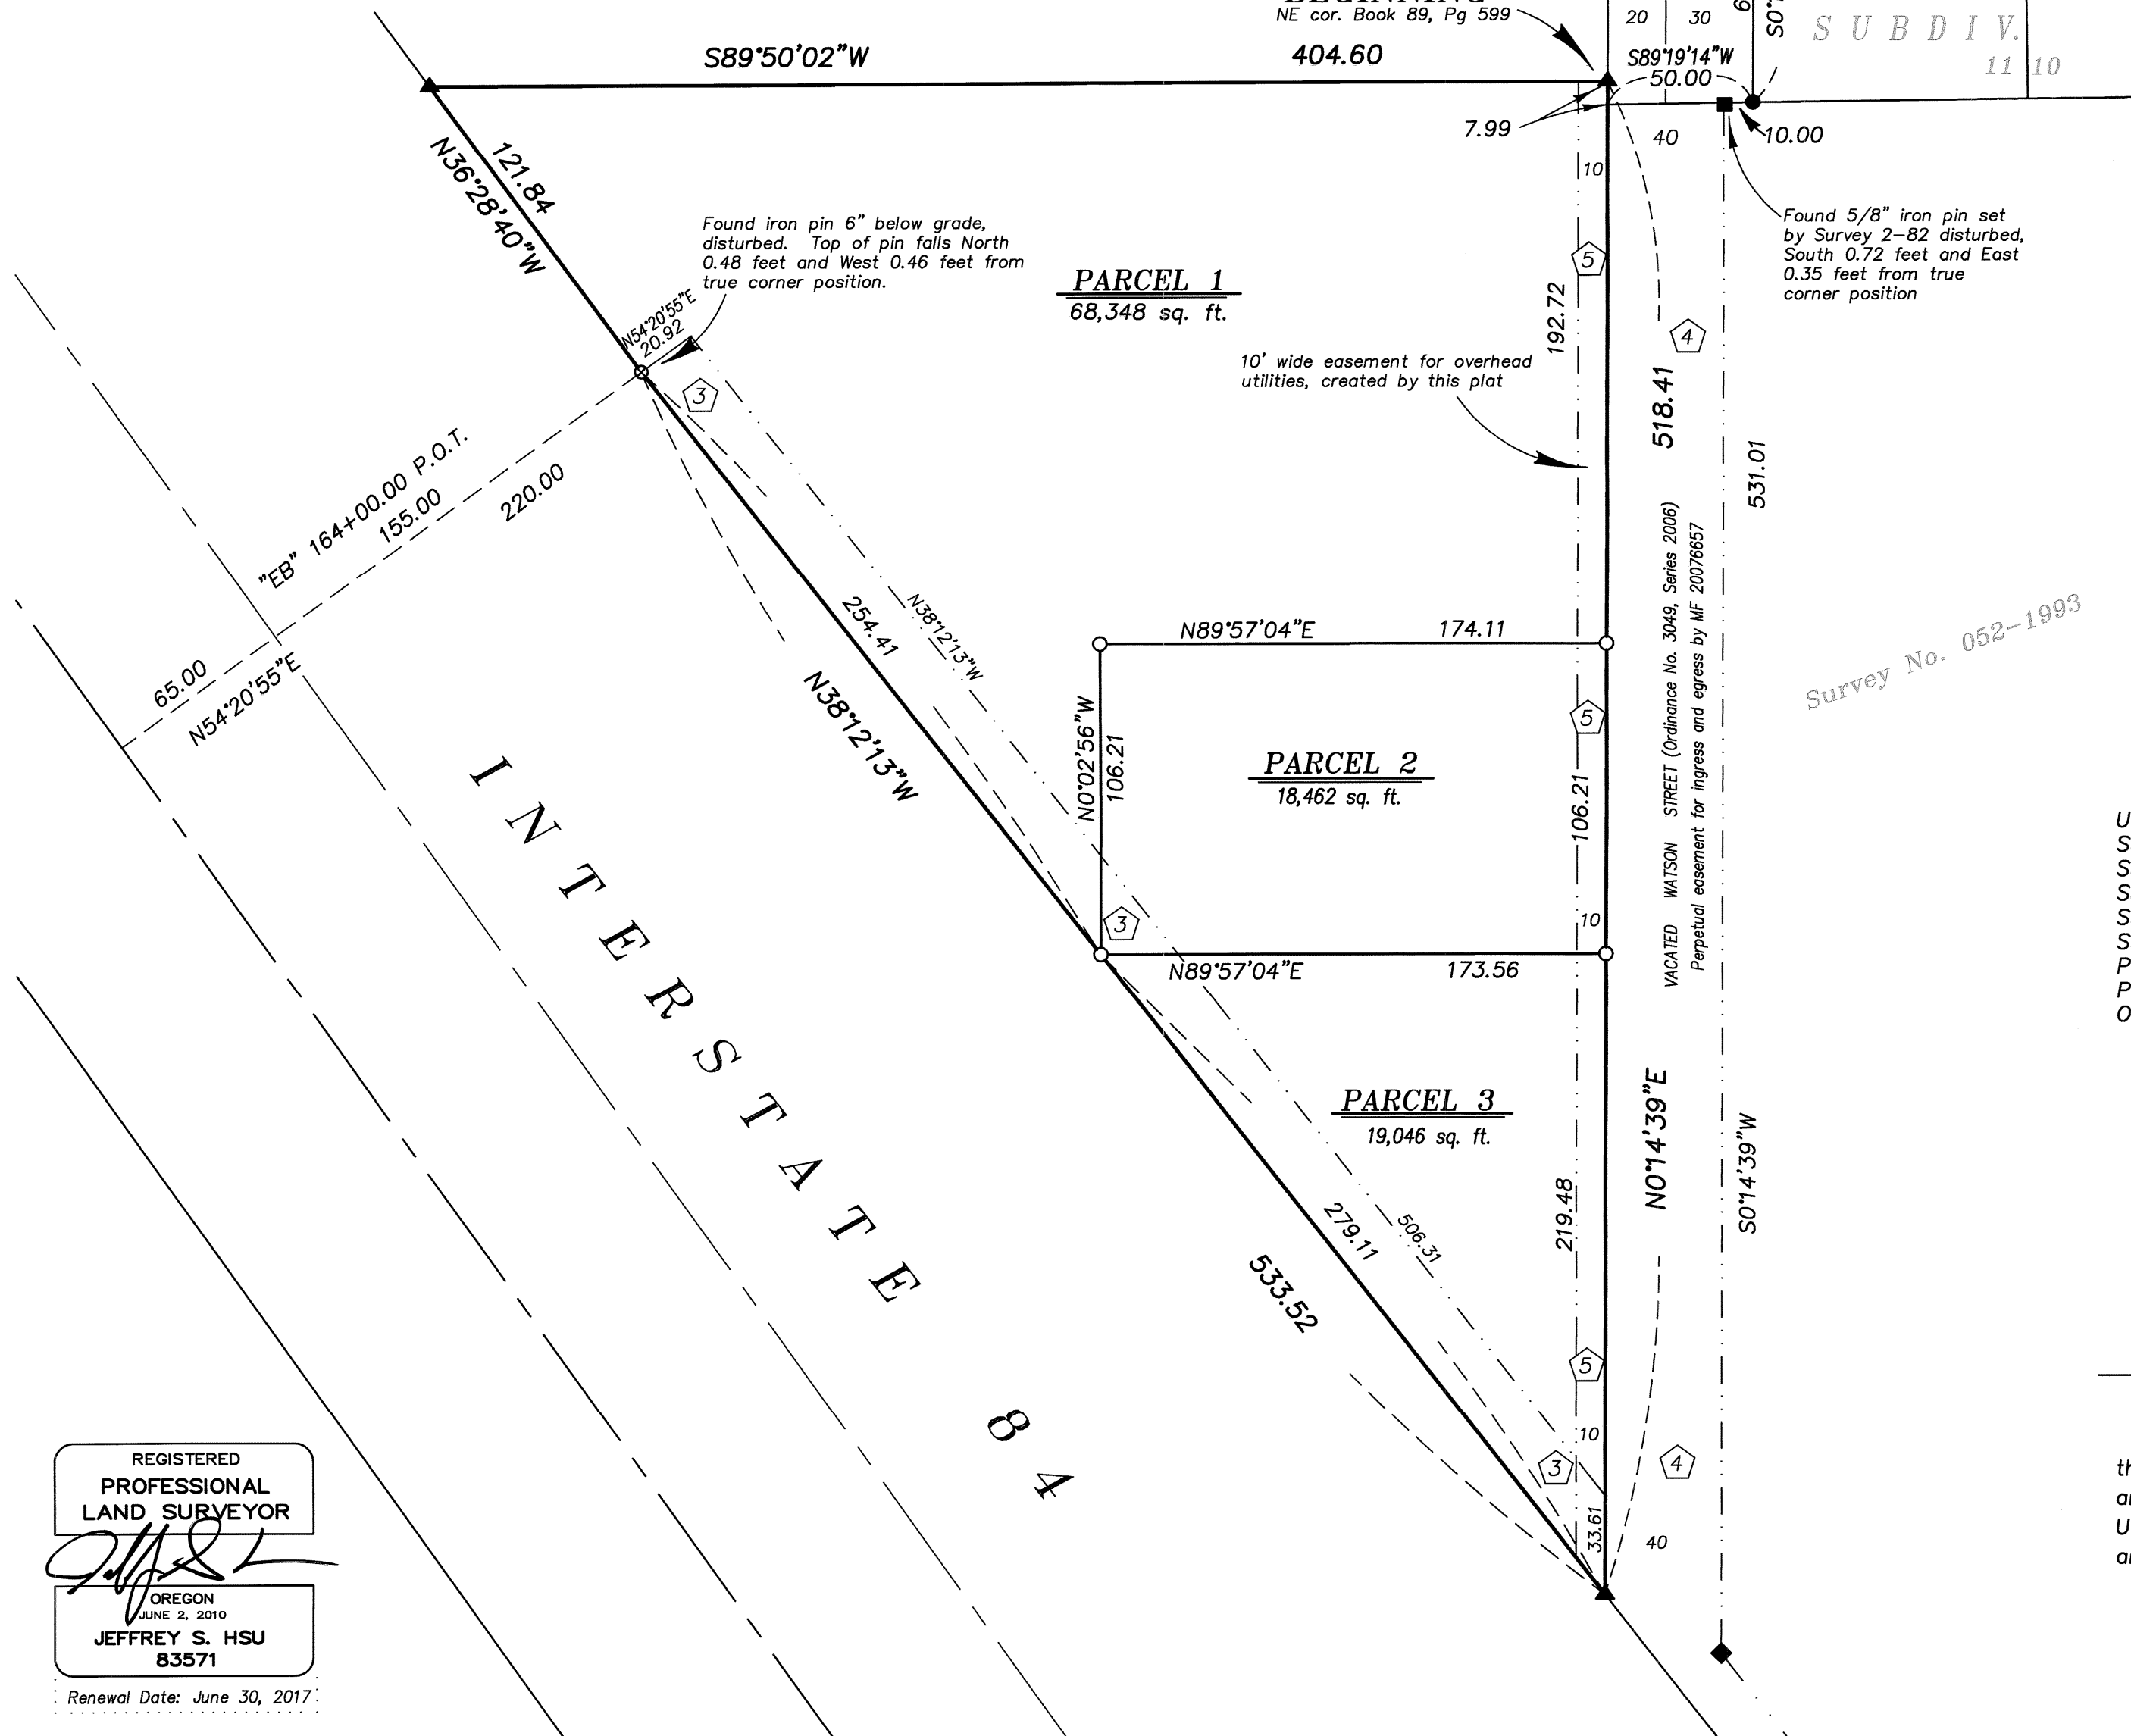 BEGINNING
NE cor. Book 89, Pg 599
S89°50'02"W
404.60
20
30
S89°19'14"W
50.00
SUBDIV.
11
10
7.99
40
10.00
10
121.84
N36°28'40"W
Found iron pin 6" below grade,
disturbed. Top of pin falls North
0.48 feet and West 0.46 feet from
true corner position.
Found 5/8" iron pin set
by Survey 2-82 disturbed,
South 0.72 feet and East
0.35 feet from true
corner position
PARCEL 1
68,348 sq. ft.
5
192.72
4
N54°20'55"E
20.92
3
10' wide easement for overhead
utilities, created by this plat
518.41
531.01
"EB" 164+00.00 P.O.T.
155.00
220.00
65.00
N54°20'55"E
254.41
N38°12'13"W
N38°12'13"W
N89°57'04"E
174.11
N0°02'56"W
106.21
PARCEL 2
18,462 sq. ft.
5
106.21
10
3
N89°57'04"E
173.56
VACATED WATSON STREET (Ordinance No. 3049, Series 2006)
Perpetual easement for ingress and egress by MF 20076657
Survey No. 052-1993
INTERSTATE 84
PARCEL 3
19,046 sq. ft.
N0°14'39"E
S0°14'39"W
219.48
279.11
506.31
533.52
5
10
3
4
33.61
40
REGISTERED
PROFESSIONAL
LAND SURVEYOR
OREGON
JUNE 2, 2010
JEFFREY S. HSU
83571
Renewal Date: June 30, 2017